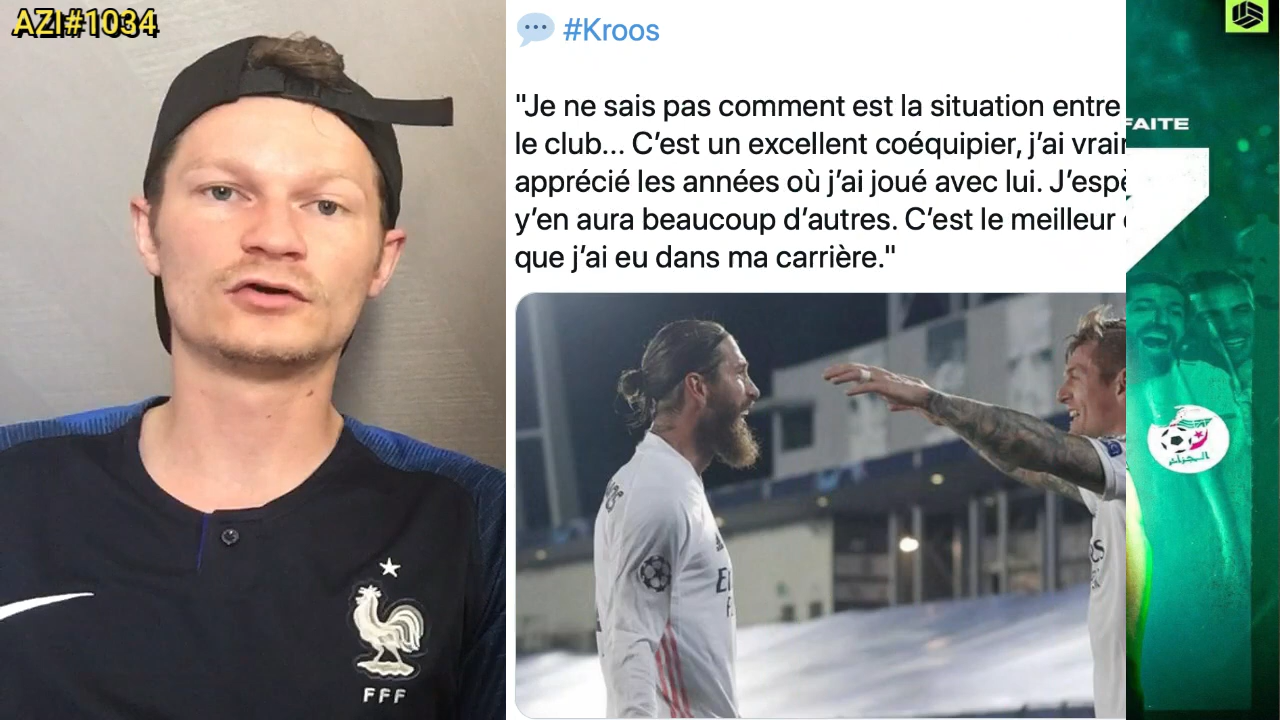 AZI#1034
#Kroos
"Je ne sais pas comment est la situation entre
le club... C’est un excellent coéquipier, j’ai
apprécié les années où j’ai joué avec lui.
y’en aura beaucoup d’autres. C’est le meilleur
que j’ai eu dans ma carrière."
FAITE
الجزائر
FFF